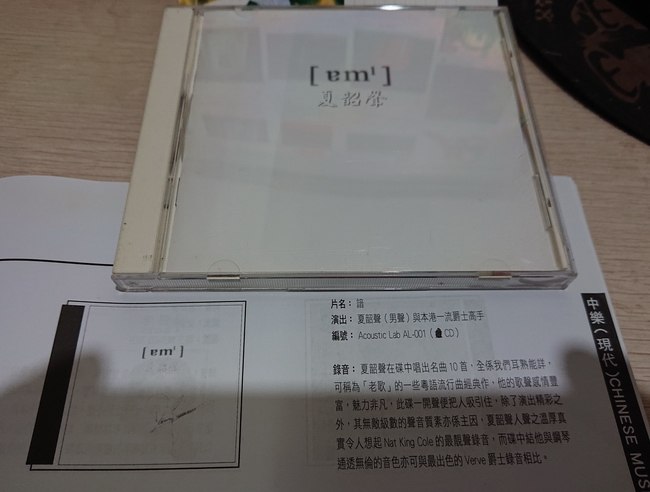 [ɐm˥]
夏韶聲
片名： 諳
演出： 夏韶聲（男聲）與本港一流爵士高手
編號： Acoustic Lab AL-001（CD）
錄音： 夏韶聲在碟中唱出名曲10首，全係我們耳熟能詳，
可稱為「老歌」的一些粵語流行曲經典作，他的歌聲感情豐
富，魅力非凡，此碟一開聲便把人吸引住，除了演出精彩之
外，其無敵級數的聲音質素亦係主因，夏韶聲人聲之溫厚真
實令人想起Nat King Cole的最靚聲錄音，而碟中結他與鋼琴
通透無倫的音色亦可與最出色的Verve爵士錄音相比。
[ɐm˥]
中樂（現代）CHINESE MUS